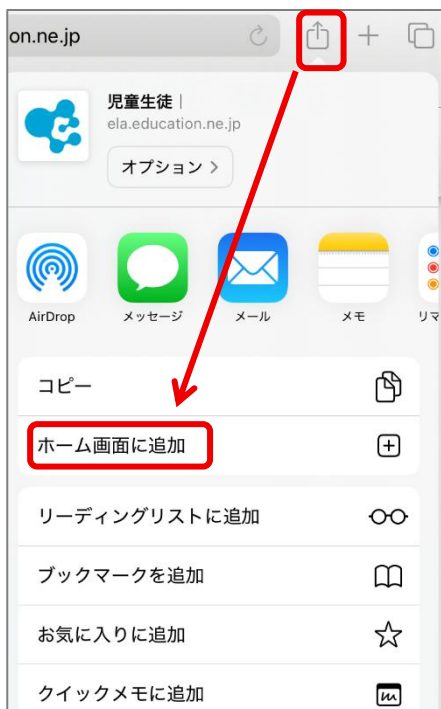 on.ne.jp
児童生徒 |
ela.education.ne.jp
オプション >
AirDrop
メッセージ
メール
メモ
リマ
コピー
ホーム画面に追加
リーディングリストに追加
ブックマークを追加
お気に入りに追加
クイックメモに追加